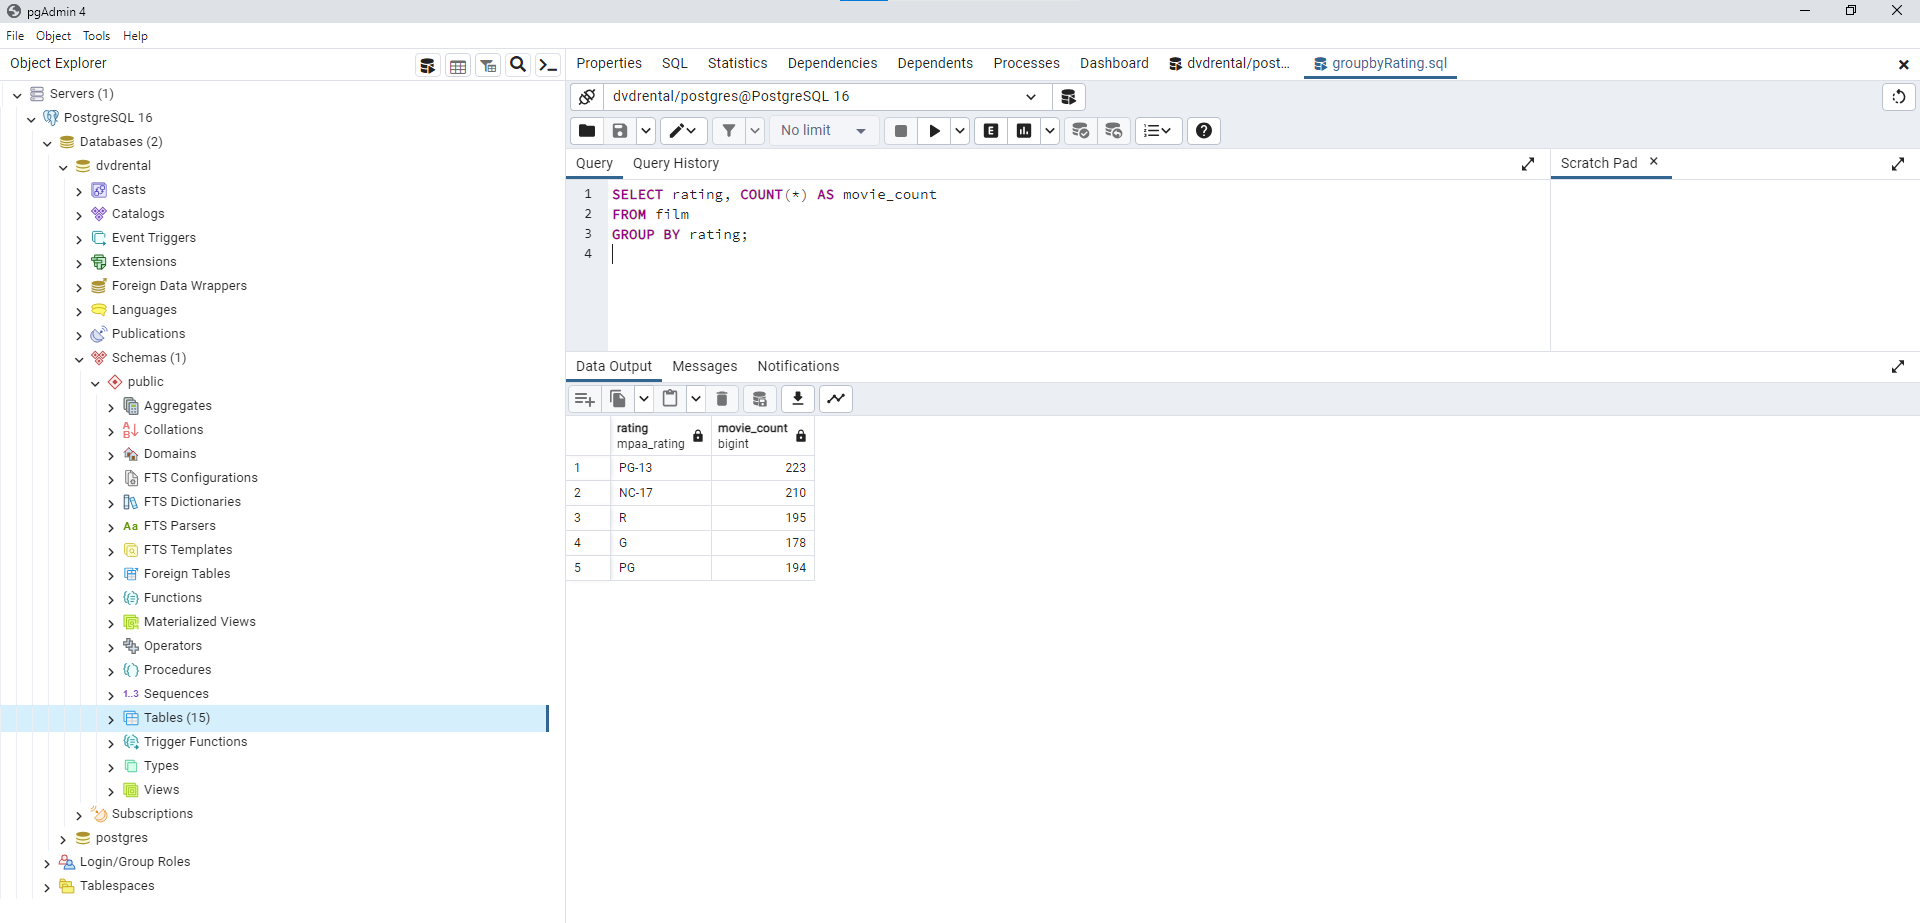 pgAdmin 4
File Object Tools Help
Object Explorer
Servers (1)
PostgreSQL 16
Databases (2)
dvdrental
Casts
Catalogs
Event Triggers
Extensions
Foreign Data Wrappers
Languages
Publications
Schemas (1)
public
Aggregates
Collations
Domains
FTS Configurations
FTS Dictionaries
Aa FTS Parsers
FTS Templates
Foreign Tables
Functions
Materialized Views
Operators
Procedures
1..3 Sequences
Tables (15)
Trigger Functions
Types
Views
Subscriptions
postgres
Login/Group Roles
Tablespaces
Properties SQL Statistics Dependencies Dependents Processes Dashboard dvdrental/post... groupbyRating.sql
dvdrental/postgres@PostgreSQL 16
No limit E
Query Query History
Scratch Pad
1 SELECT rating, COUNT(*) AS movie_count
2 FROM film
3 GROUP BY rating;
4
Data Output Messages Notifications
rating movie_count
mpaa_rating bigint
1 PG-13 223
2 NC-17 210
3 R 195
4 G 178
5 PG 194